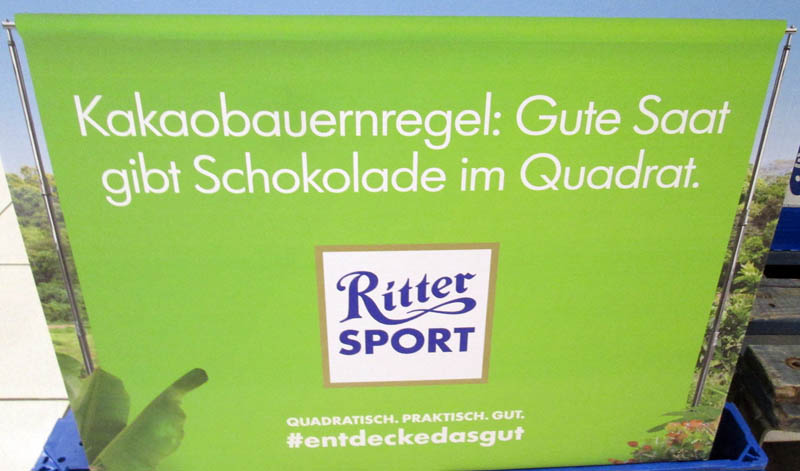 Kakaobauernregel: Gute Saat
gibt Schokolade im Quadrat.
Ritter
SPORT
QUADRATISCH. PRAKTISCH. GUT.
#entdeckedasgut